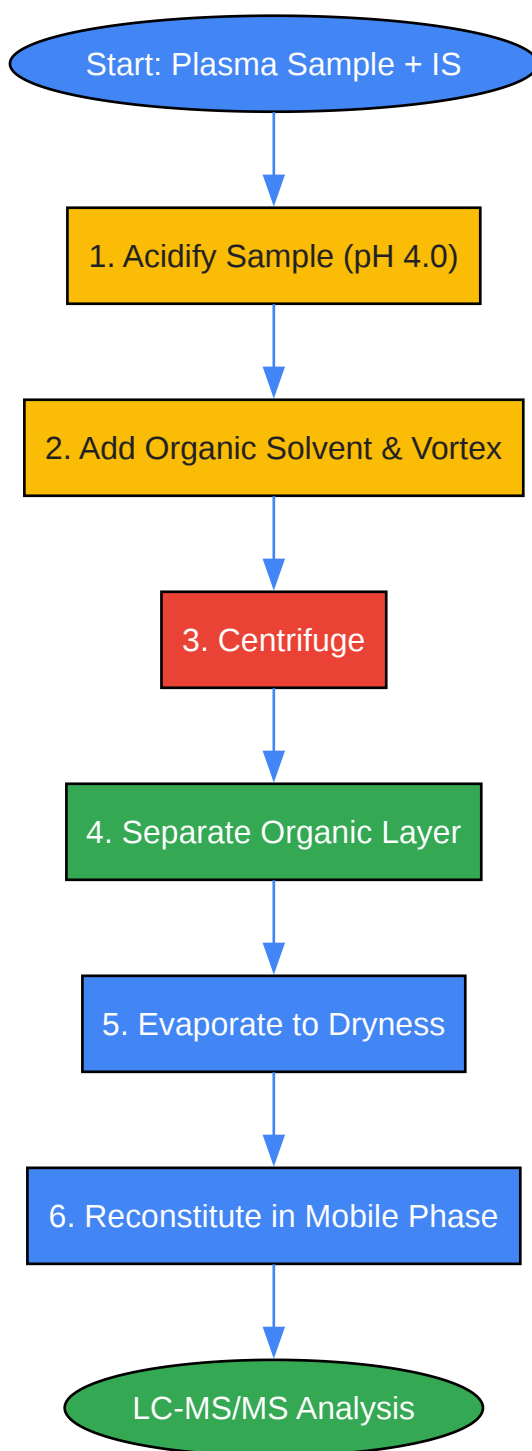 Start: Plasma Sample + IS
1. Acidify Sample (pH 4.0)
2. Add Organic Solvent & Vortex
3. Centrifuge
4. Separate Organic Layer
5. Evaporate to Dryness
6. Reconstitute in Mobile Phase
LC-MS/MS Analysis